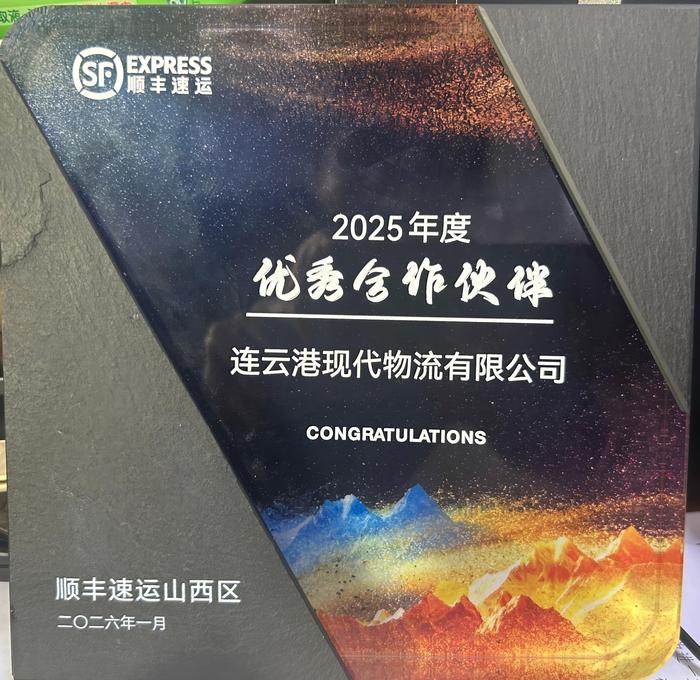 SF EXPRESS
顺丰速运
2025年度
优秀合作伙伴
连云港现代物流有限公司
CONGRATULATIONS
顺丰速运山西区
二〇二六年一月